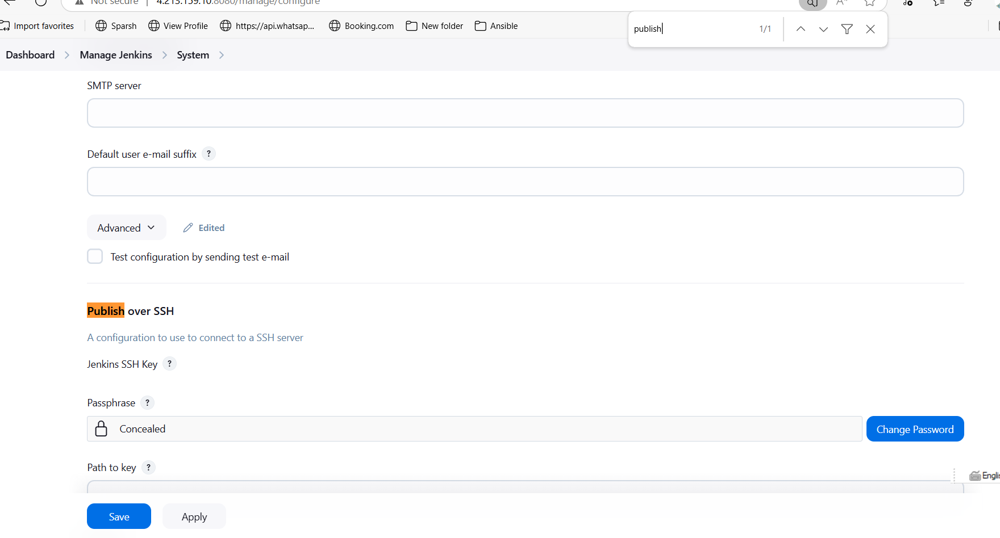 Not secure | 4.213.159.10:8080/manage/configure
Import favorites Sparsh View Profile https://api.whatsap... Booking.com New folder Ansible
publish 1/1
Dashboard > Manage Jenkins > System >
SMTP server
Default user e-mail suffix ?
Advanced Edited
Test configuration by sending test e-mail
Publish over SSH
A configuration to use to connect to a SSH server
Jenkins SSH Key ?
Passphrase ?
Concealed Change Password
Path to key ?
Save Apply